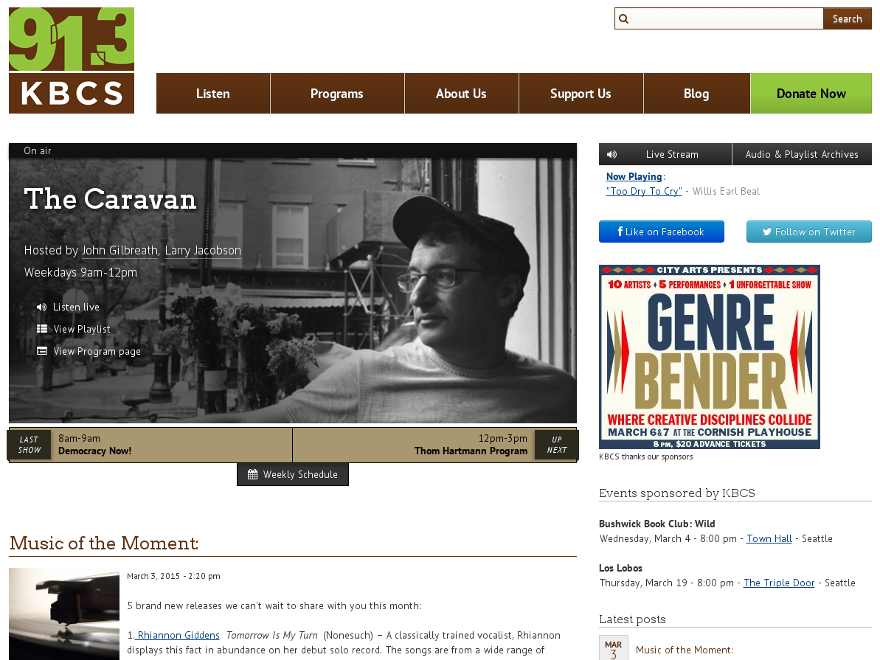 91.3
KBCS
Search
Listen
Programs
About Us
Support Us
Blog
Donate Now
On air
The Caravan
Hosted by John Gilbreath, Larry Jacobson
Weekdays 9am-12pm
Listen live
View Playlist
View Program page
LAST
SHOW
8am-9am
Democracy Now!
12pm-3pm
Thom Hartmann Program
UP
NEXT
Weekly Schedule
Music of the Moment:
March 3, 2015 - 2:20 pm
5 brand new releases we can't wait to share with you this month:
1. Rhiannon Giddens Tomorrow Is My Turn (Nonesuch) – A classically trained vocalist, Rhiannon
displays this fact in abundance on her debut solo record. The songs are from a wide range of
Live Stream
Audio & Playlist Archives
Now Playing:
"Too Dry To Cry" - Willis Earl Beal
Like on Facebook
Follow on Twitter
CITY ARTS PRESENTS
10 ARTISTS ♦ 5 PERFORMANCES ♦ 1 UNFORGETTABLE SHOW
GENRE
BENDER
WHERE CREATIVE DISCIPLINES COLLIDE
MARCH 6&7 AT THE CORNISH PLAYHOUSE
8 PM, $20 ADVANCE TICKETS
KBCS thanks our sponsors
Events sponsored by KBCS
Bushwick Book Club: Wild
Wednesday, March 4 - 8:00 pm - Town Hall - Seattle
Los Lobos
Thursday, March 19 - 8:00 pm - The Triple Door - Seattle
Latest posts
MAR
3
Music of the Moment: